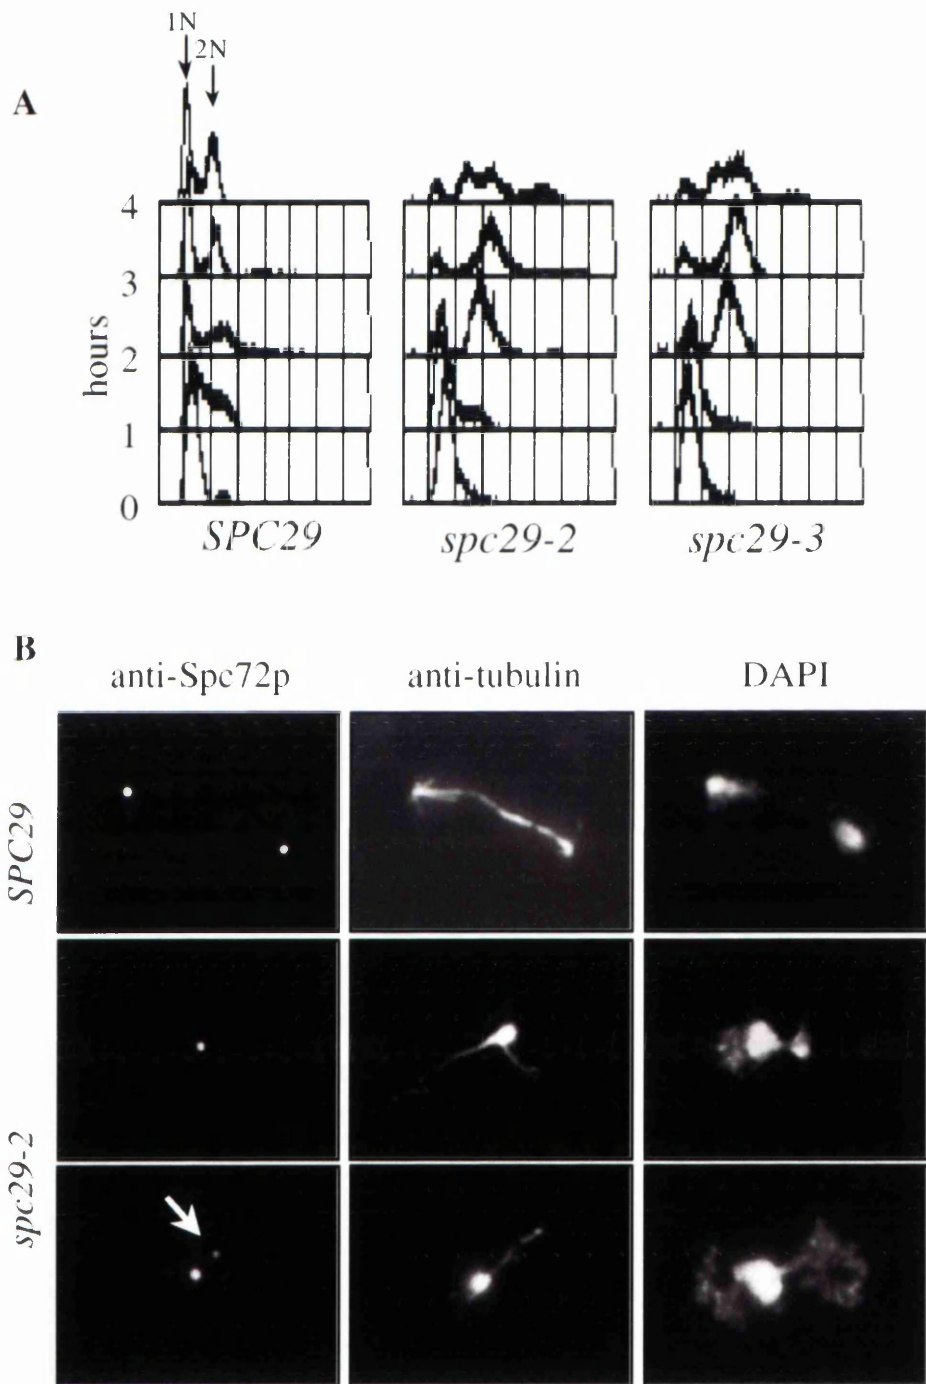 1N
2N
A
4
3
2
1
0
hours
SPC29
spc29-2
spc29-3
B
anti-Spc72p
anti-tubulin
DAPI
SPC29
spc29-2